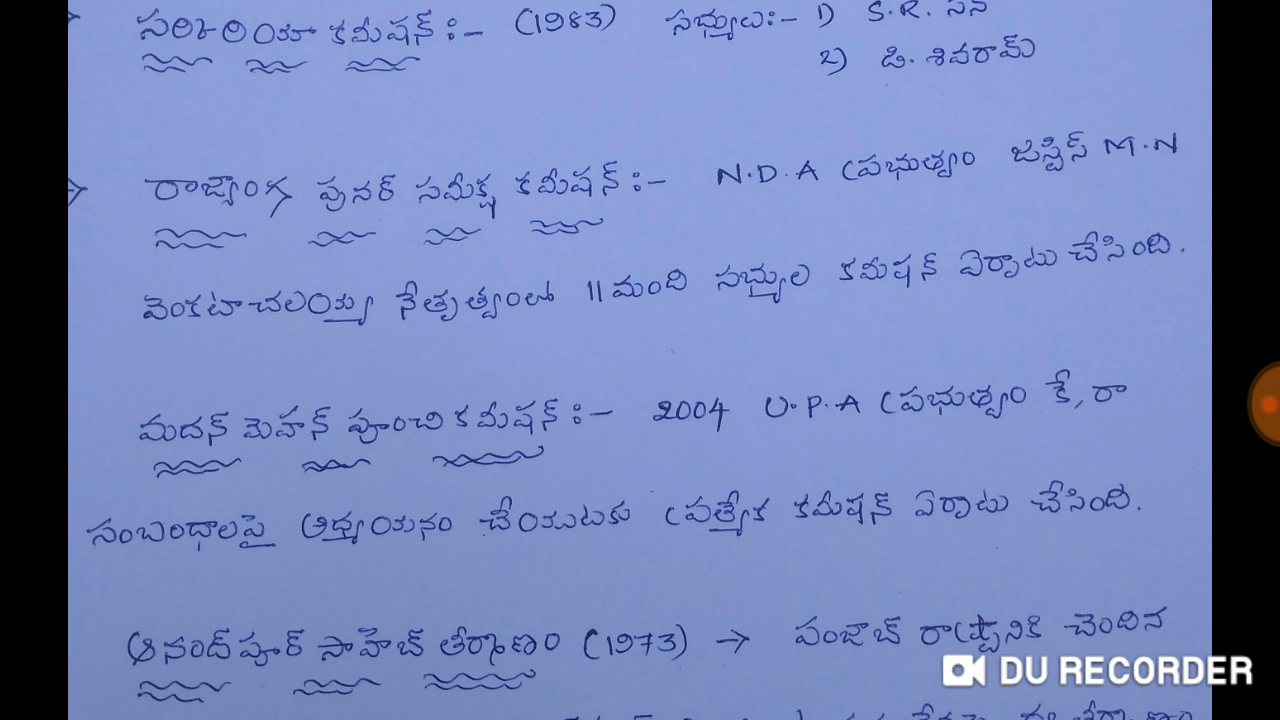 సర్కారియా కమీషన్ :- (1983) సభ్యులు:- 1) S.R. సేన్
2) డి. శివరామ్
→ రాజ్యాంగ పునర్ సమీక్ష కమీషన్ :- N.D.A ప్రభుత్వం జస్టిస్ M.N
వెంకటాచలయ్య నేతృత్వంలో 11మంది సభ్యుల కమీషన్ ఏర్పాటు చేసింది.
మదన్ మెహన్ పూంచి కమీషన్ :- 2004 U.P.A ప్రభుత్వం కే, రా
సంబంధాలపై అధ్యయనం చేయుటకు ప్రత్యేక కమీషన్ ఏర్పాటు చేసింది.
ఆనంద్‌పూర్ సాహెబ్ తీర్మాణం (1973) → పంజాబ్ రాష్ట్రానికి చెందిన
DU RECORDER